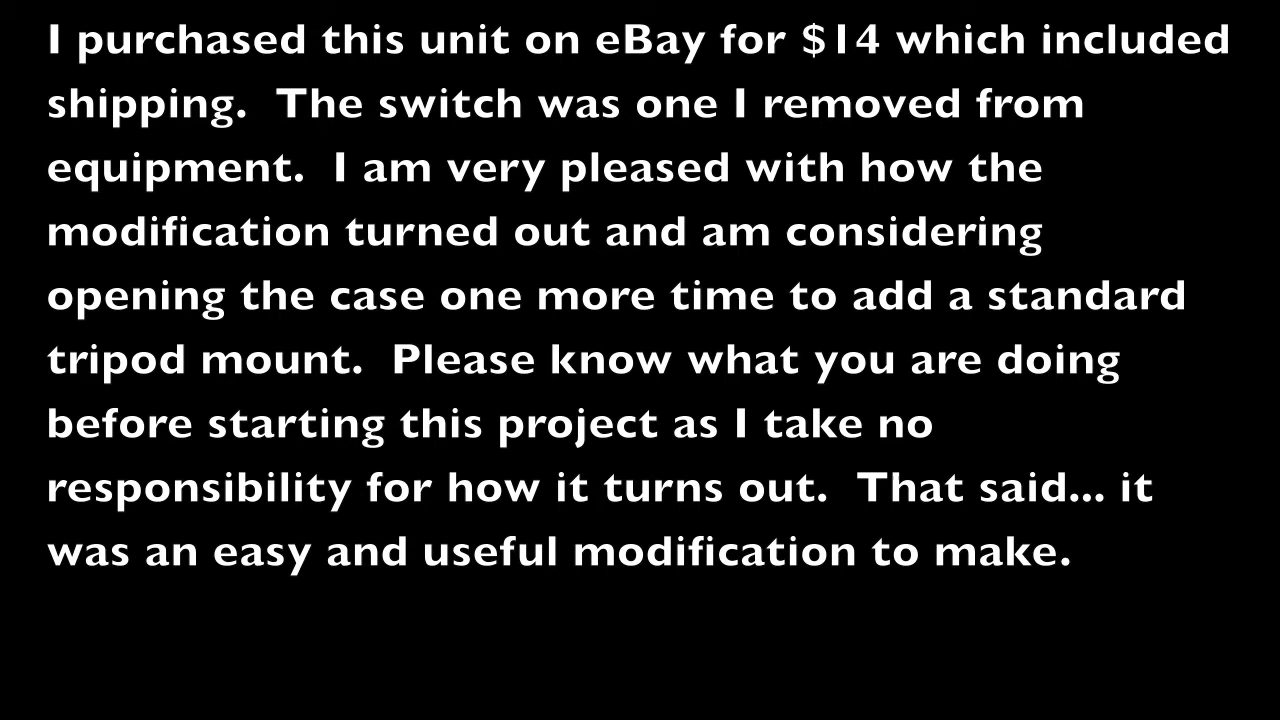 I purchased this unit on eBay for $14 which included
shipping.  The switch was one I removed from
equipment.  I am very pleased with how the
modification turned out and am considering
opening the case one more time to add a standard
tripod mount.  Please know what you are doing
before starting this project as I take no
responsibility for how it turns out.  That said... it
was an easy and useful modification to make.